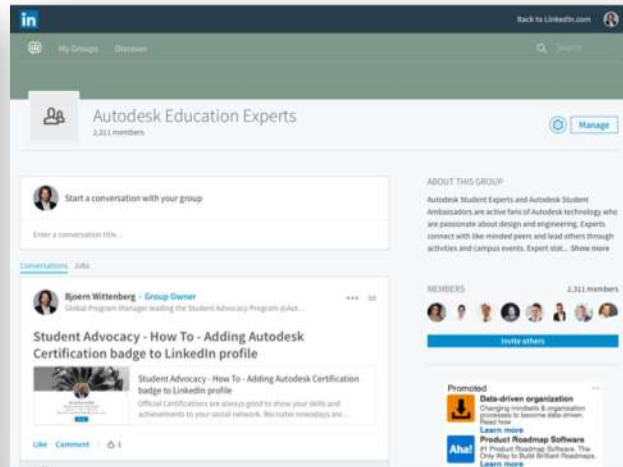 in
Back to LinkedIn.com
My Groups Discover
Search
Autodesk Education Experts
2,311 members
Manage
Start a conversation with your group
Enter a conversation title...
Conversations Jobs
Bjoern Wittenberg · Group Owner
Global Program Manager leading the Student Advocacy Program @Aut...
Student Advocacy - How To - Adding Autodesk
Certification badge to LinkedIn profile
Student Advocacy - How To - Adding Autodesk Certification
badge to LinkedIn profile
Official Certifications are always good to show your skills and
achievements to your social network. Recruiter nowadays are...
Like Comment 1
ABOUT THIS GROUP
Autodesk Student Experts and Autodesk Student
Ambassadors are active fans of Autodesk technology who
are passionate about design and engineering. Experts
connect with like-minded peers and lead others through
activities and campus events. Expert stat... Show more
MEMBERS 2,311 members
Invite others
Promoted
Data-driven organization
Changing mindsets & organization
processes to become data-driven.
Read how
Learn more
Aha!
Product Roadmap Software
#1 Product Roadmap Software. The
Only Way to Build Brilliant Roadmaps.
Learn more